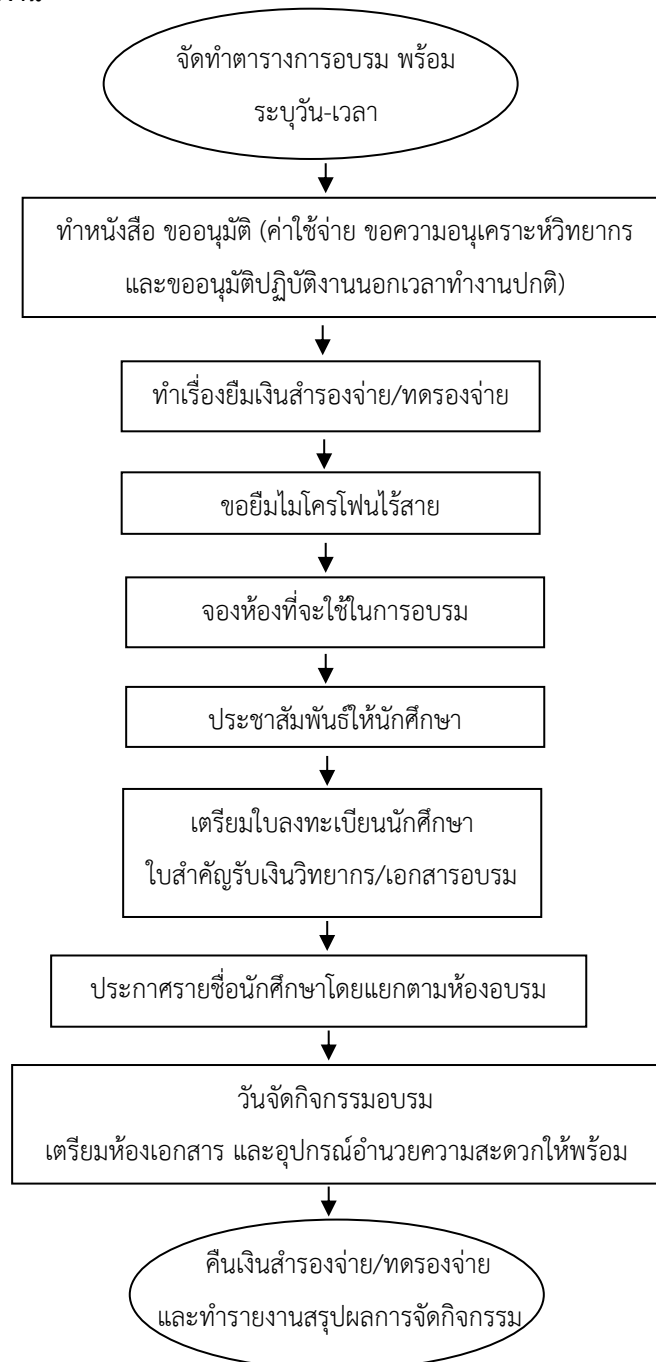 จัดทำตารางการอบรม พร้อม
ระบุวัน-เวลา
ทำหนังสือ ขออนุมัติ (ค่าใช้จ่าย ขอความอนุเคราะห์วิทยากร
และขออนุมัติปฏิบัติงานนอกเวลาทำงานปกติ)
ทำเรื่องยืมเงินสำรองจ่าย/ทดรองจ่าย
ขอยืมไมโครโฟนไร้สาย
จองห้องที่จะใช้ในการอบรม
ประชาสัมพันธ์ให้นักศึกษา
เตรียมใบลงทะเบียนนักศึกษา
ใบสำคัญรับเงินวิทยากร/เอกสารอบรม
ประกาศรายชื่อนักศึกษาโดยแยกตามห้องอบรม
วันจัดกิจกรรมอบรม
เตรียมห้องเอกสาร และอุปกรณ์อำนวยความสะดวกให้พร้อม
คืนเงินสำรองจ่าย/ทดรองจ่าย
และทำรายงานสรุปผลการจัดกิจกรรม